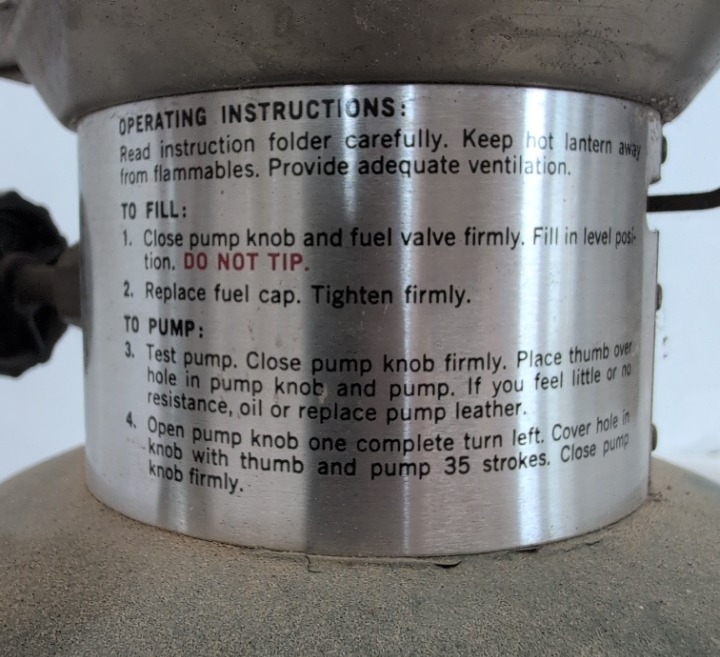 OPERATING INSTRUCTIONS:
Read instruction folder carefully. Keep hot lantern away
from flammables. Provide adequate ventilation.
TO FILL:
1. Close pump knob and fuel valve firmly. Fill in level posi-
tion. DO NOT TIP.
2. Replace fuel cap. Tighten firmly.
TO PUMP:
3. Test pump. Close pump knob firmly. Place thumb over
hole in pump knob and pump. If you feel little or no
resistance, oil or replace pump leather.
4. Open pump knob one complete turn left. Cover hole in
knob with thumb and pump 35 strokes. Close pump
knob firmly.